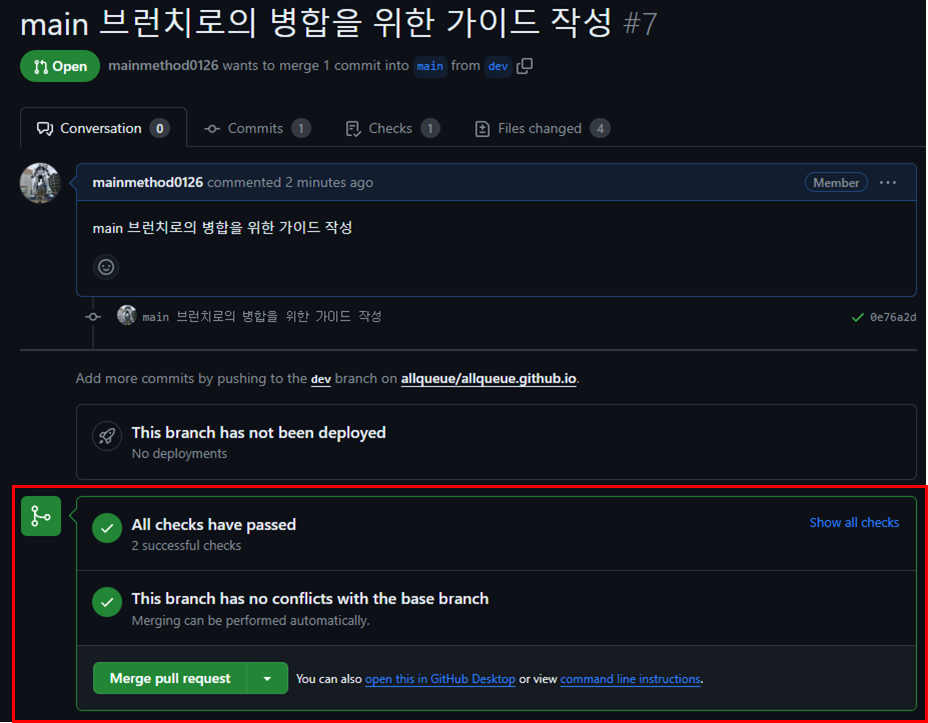 main 브런치로의 병합을 위한 가이드 작성 #7
Open mainmethod0126 wants to merge 1 commit into main from dev
Conversation 0 Commits 1 Checks 1 Files changed 4
mainmethod0126 commented 2 minutes ago Member ...
main 브런치로의 병합을 위한 가이드 작성
main 브런치로의 병합을 위한 가이드 작성 0e76a2d
Add more commits by pushing to the dev branch on allqueue/allqueue.github.io.
This branch has not been deployed
No deployments
All checks have passed Show all checks
2 successful checks
This branch has no conflicts with the base branch
Merging can be performed automatically.
Merge pull request You can also open this in GitHub Desktop or view command line instructions.